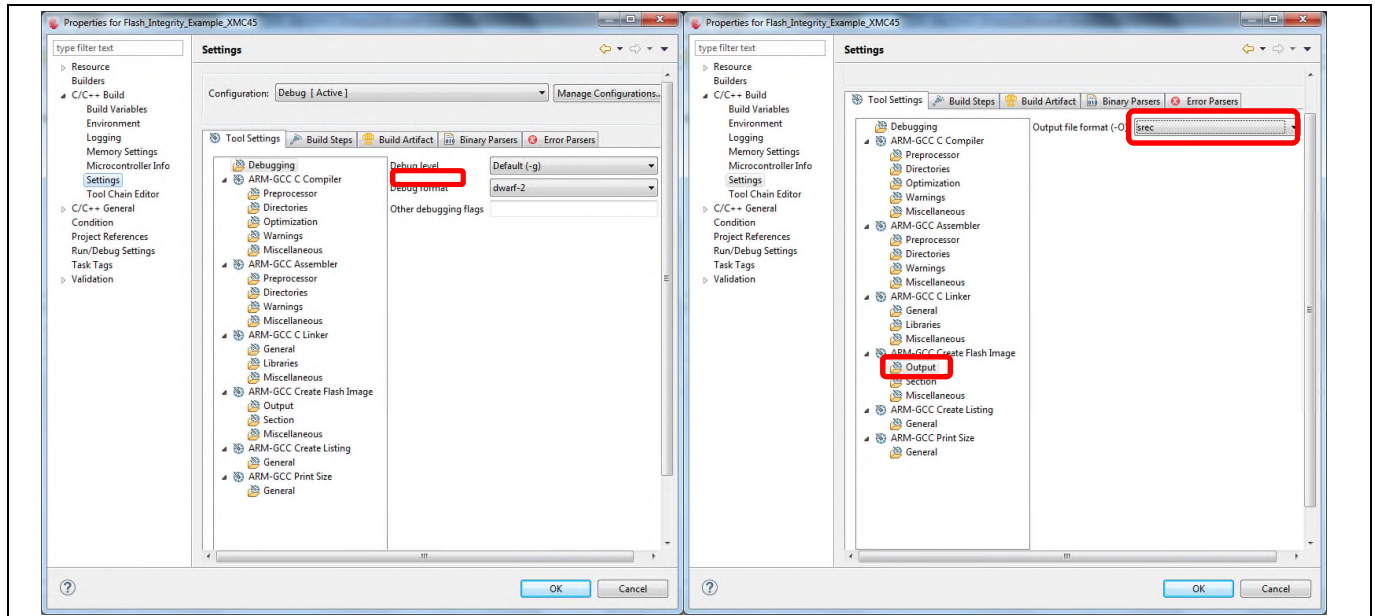 Properties for Flash_Integrity_Example_XMC45
type filter text
Settings
Resource
Builders
C/C++ Build
Build Variables
Environment
Logging
Memory Settings
Microcontroller Info
Settings
Tool Chain Editor
C/C++ General
Condition
Project References
Run/Debug Settings
Task Tags
Validation
Configuration:
Debug [ Active ]
Manage Configurations..
Tool Settings
Build Steps
Build Artifact
Binary Parsers
Error Parsers
Debugging
ARM-GCC C Compiler
Preprocessor
Directories
Optimization
Warnings
Miscellaneous
ARM-GCC Assembler
Preprocessor
Directories
Warnings
Miscellaneous
ARM-GCC C Linker
General
Libraries
Miscellaneous
ARM-GCC Create Flash Image
Output
Section
Miscellaneous
ARM-GCC Create Listing
General
ARM-GCC Print Size
General
Debug level
Default (-g)
Debug format
dwarf-2
Other debugging flags
OK
Cancel
Properties for Flash_Integrity_Example_XMC45
type filter text
Settings
Resource
Builders
C/C++ Build
Build Variables
Environment
Logging
Memory Settings
Microcontroller Info
Settings
Tool Chain Editor
C/C++ General
Condition
Project References
Run/Debug Settings
Task Tags
Validation
Tool Settings
Build Steps
Build Artifact
Binary Parsers
Error Parsers
Debugging
ARM-GCC C Compiler
Preprocessor
Directories
Optimization
Warnings
Miscellaneous
ARM-GCC Assembler
Preprocessor
Directories
Warnings
Miscellaneous
ARM-GCC C Linker
General
Libraries
Miscellaneous
ARM-GCC Create Flash Image
Output
Section
Miscellaneous
ARM-GCC Create Listing
General
ARM-GCC Print Size
General
Output file format (-O)
srec
OK
Cancel